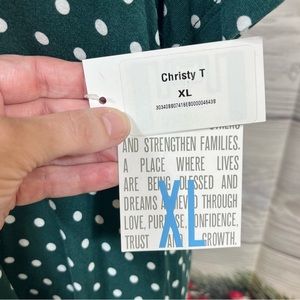 Christy T
XL
AND STRENGTHEN FAMILIES.
A PLACE WHERE LIVES
ARE BEING BLESSED AND
DREAMS ACHIEVED THROUGH
LOVE, PURPOSE, CONFIDENCE,
TRUST AND GROWTH.
XL